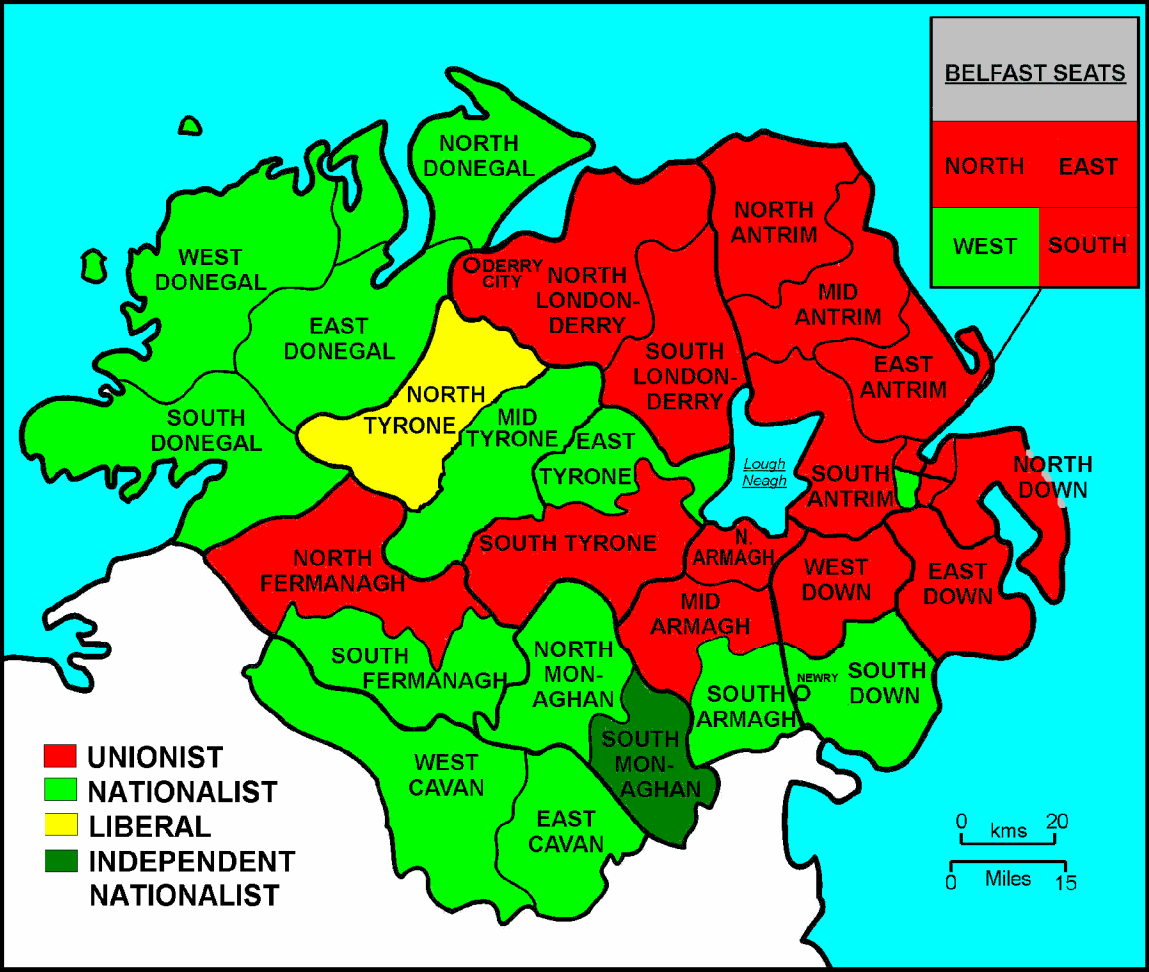 BELFAST SEATS
NORTH EAST
WEST SOUTH
NORTH
DONEGAL
WEST
DONEGAL
EAST
DONEGAL
SOUTH
DONEGAL
DERRY
CITY
NORTH
LONDON-
DERRY
SOUTH
LONDON-
DERRY
NORTH
ANTRIM
MID
ANTRIM
EAST
ANTRIM
SOUTH
ANTRIM
NORTH
TYRONE
MID
TYRONE
EAST
TYRONE
SOUTH TYRONE
Lough
Neagh
NORTH
DOWN
WEST
DOWN
EAST
DOWN
SOUTH
DOWN
NEWRY
N.
ARMAGH
MID
ARMAGH
SOUTH
ARMAGH
NORTH
FERMANAGH
SOUTH
FERMANAGH
NORTH
MON-
AGHAN
SOUTH
MON-
AGHAN
WEST
CAVAN
EAST
CAVAN
UNIONIST
NATIONALIST
LIBERAL
INDEPENDENT
NATIONALIST
0 kms 20
0 Miles 15